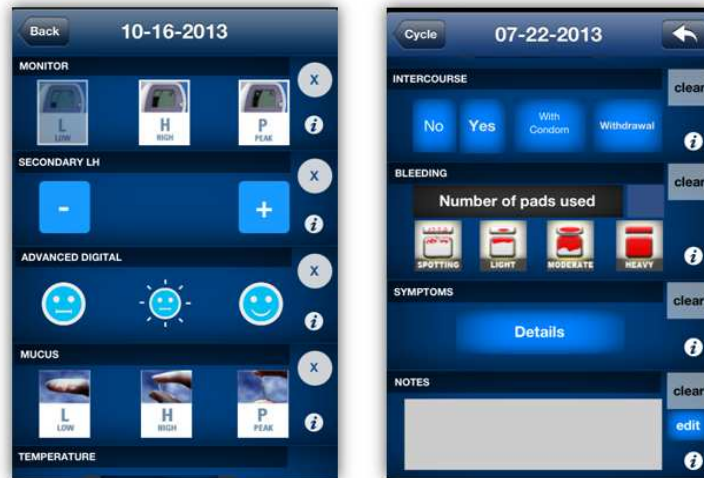 Back 10-16-2013
MONITOR
X
L H P
LOW HIGH PEAK
i
SECONDARY LH
X
- +
i
ADVANCED DIGITAL
X
i
MUCUS
X
L H P
LOW HIGH PEAK
i
TEMPERATURE
Cycle 07-22-2013
INTERCOURSE
clear
No Yes With Condom Withdrawal
i
BLEEDING
clear
Number of pads used
SPOTTING LIGHT MODERATE HEAVY
i
SYMPTOMS
clear
Details
i
NOTES
clear
edit
i